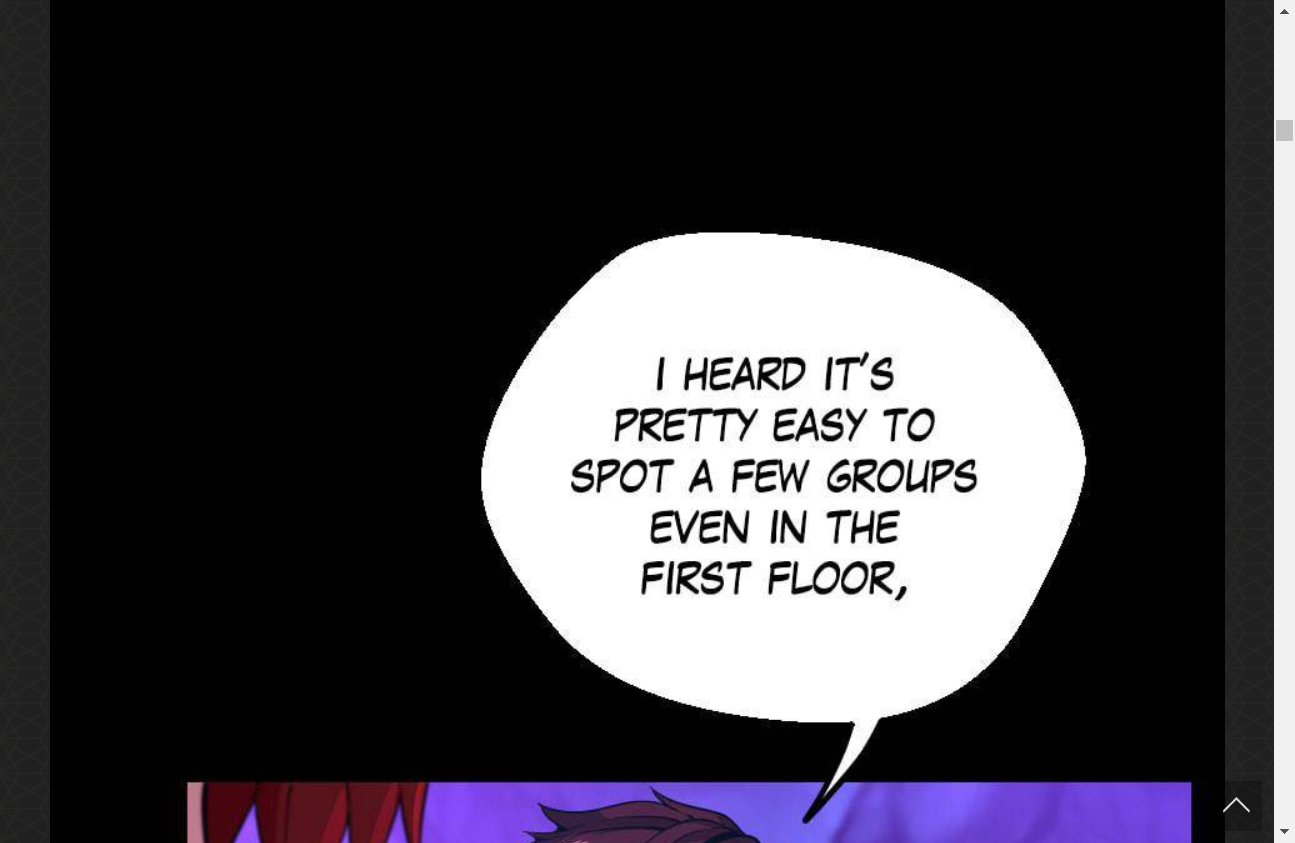 I HEARD IT'S
PRETTY EASY TO
SPOT A FEW GROUPS
EVEN IN THE
FIRST FLOOR,